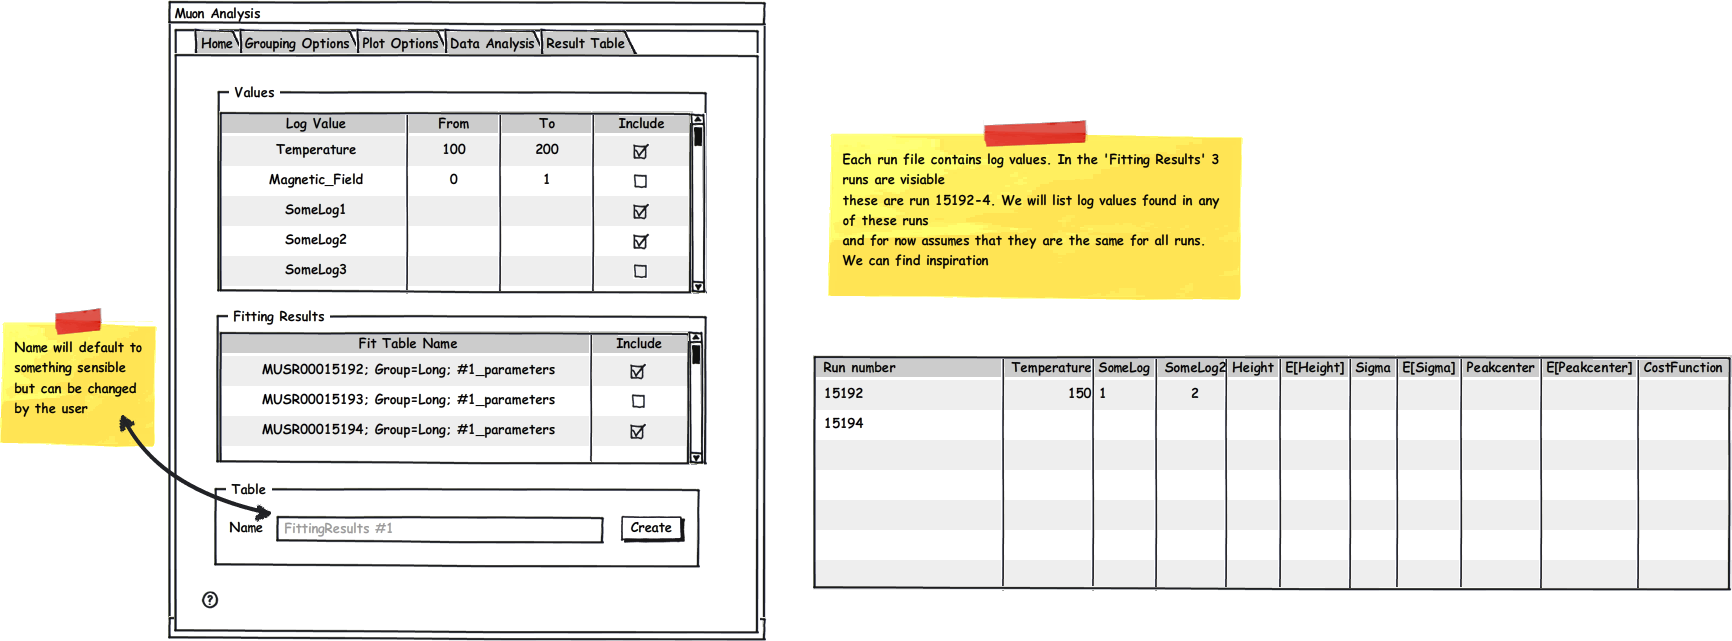 Muon Analysis
Home Grouping Options Plot Options Data Analysis Result Table
Values
Log Value From To Include
Temperature 100 200
Magnetic_Field 0 1
SomeLog1
SomeLog2
SomeLog3
Fitting Results
Fit Table Name Include
MUSR00015192; Group=Long; #1_parameters
MUSR00015193; Group=Long; #1_parameters
MUSR00015194; Group=Long; #1_parameters
Table
Name FittingResults #1 Create
?
Name will default to
something sensible
but can be changed
by the user
Each run file contains log values. In the 'Fitting Results' 3
runs are visiable
these are run 15192-4. We will list log values found in any
of these runs
and for now assumes that they are the same for all runs.
We can find inspiration
Run number Temperature SomeLog SomeLog2 Height E[Height] Sigma E[Sigma] Peakcenter E[Peakcenter] CostFunction
15192 150 1 2
15194